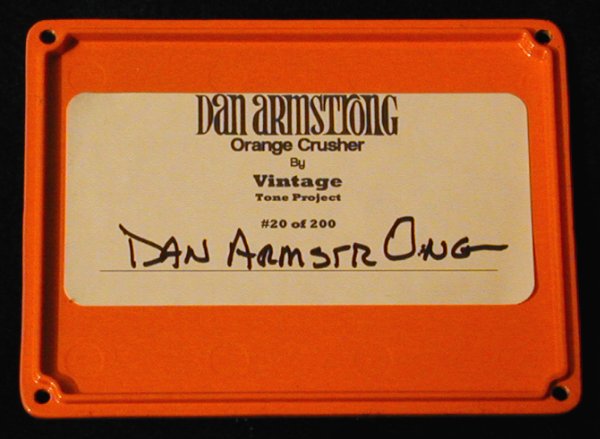 Dan Armstrong
Orange Crusher
By
Vintage
Tone Project
#20 of 200
DAN ARMSTRONG